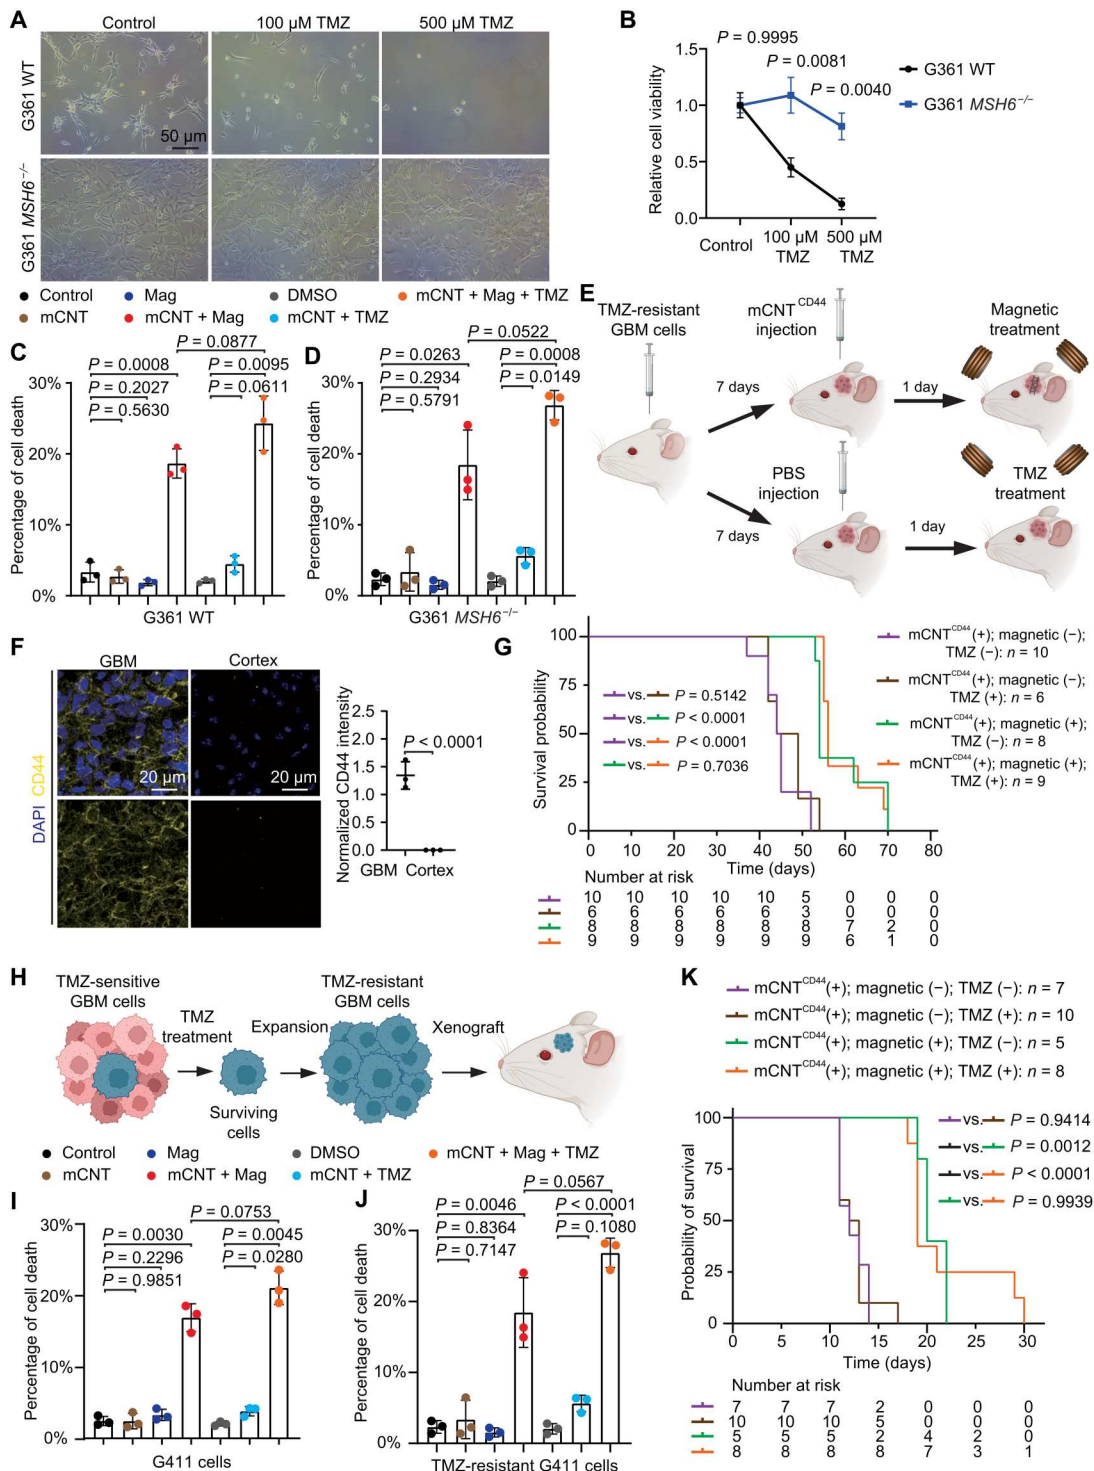 A
Control
100 µM TMZ
500 µM TMZ
G361 WT
50 µm
G361 MSH6−/−
B
P = 0.9995
P = 0.0081
P = 0.0040
G361 WT
G361 MSH6−/−
Relative cell viability
1.5
1.0
0.5
0.0
Control
100 µM TMZ
500 µM TMZ
Control
Mag
DMSO
mCNT + Mag + TMZ
mCNT
mCNT + Mag
mCNT + TMZ
C
P = 0.0877
P = 0.0008
P = 0.0095
P = 0.2027
P = 0.0611
P = 0.5630
Percentage of cell death
30%
20%
10%
0%
G361 WT
D
P = 0.0522
P = 0.0263
P = 0.0008
P = 0.2934
P = 0.0149
P = 0.5791
Percentage of cell death
30%
20%
10%
0%
G361 MSH6−/−
E
TMZ-resistant
GBM cells
mCNTCD44
injection
Magnetic
treatment
7 days
1 day
PBS
injection
TMZ
treatment
7 days
1 day
F
GBM
Cortex
DAPI CD44
20 µm
20 µm
Normalized CD44 intensity
2.5
2.0
1.5
1.0
0.5
0.0
P < 0.0001
GBM Cortex
G
Survival probability
100
75
50
25
0
vs. P = 0.5142
vs. P < 0.0001
vs. P < 0.0001
vs. P = 0.7036
mCNTCD44(+); magnetic (−);
TMZ (−): n = 10
mCNTCD44(+); magnetic (−);
TMZ (+): n = 6
mCNTCD44(+); magnetic (+);
TMZ (−): n = 8
mCNTCD44(+); magnetic (+);
TMZ (+): n = 9
0 10 20 30 40 50 60 70 80
Time (days)
Number at risk
10 10 10 10 10 5 0 0 0
6 6 6 6 6 3 0 0 0
8 8 8 8 8 8 7 2 0
9 9 9 9 9 9 6 1 0
H
TMZ-sensitive
GBM cells
TMZ
treatment
Surviving
cells
Expansion
TMZ-resistant
GBM cells
Xenograft
Control
Mag
DMSO
mCNT + Mag + TMZ
mCNT
mCNT + Mag
mCNT + TMZ
I
P = 0.0753
P = 0.0030
P = 0.0045
P = 0.2296
P = 0.0280
P = 0.9851
Percentage of cell death
30%
20%
10%
0%
G411 cells
J
P = 0.0567
P = 0.0046
P < 0.0001
P = 0.8364
P = 0.1080
P = 0.7147
Percentage of cell death
30%
20%
10%
0%
TMZ-resistant G411 cells
K
mCNTCD44(+); magnetic (−); TMZ (−): n = 7
mCNTCD44(+); magnetic (−); TMZ (+): n = 10
mCNTCD44(+); magnetic (+); TMZ (−): n = 5
mCNTCD44(+); magnetic (+); TMZ (+): n = 8
Probability of survival
100
75
50
25
0
vs. P = 0.9414
vs. P = 0.0012
vs. P < 0.0001
vs. P = 0.9939
0 5 10 15 20 25 30
Time (days)
Number at risk
7 7 7 2 0 0 0
10 10 10 5 0 0 0
5 5 5 2 4 2 0
8 8 8 8 7 3 1